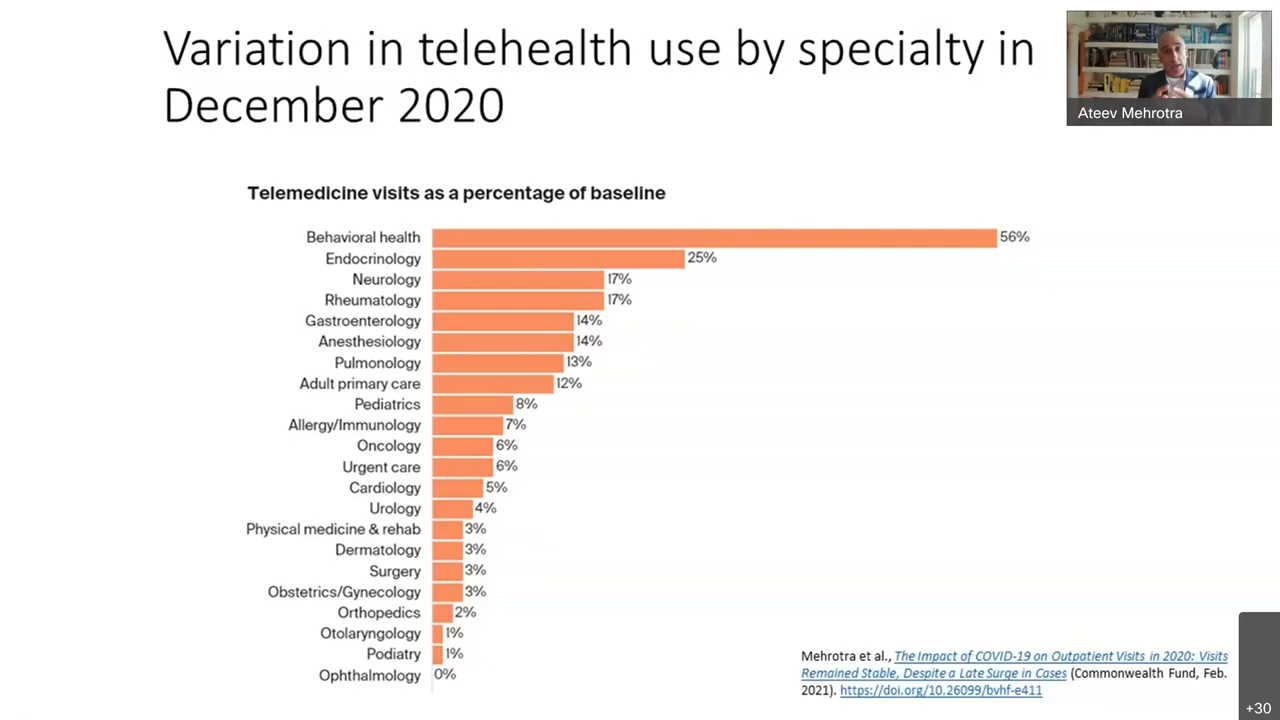 Variation in telehealth use by specialty in
December 2020
Ateev Mehrotra
Telemedicine visits as a percentage of baseline
Behavioral health 56%
Endocrinology 25%
Neurology 17%
Rheumatology 17%
Gastroenterology 14%
Anesthesiology 14%
Pulmonology 13%
Adult primary care 12%
Pediatrics 8%
Allergy/Immunology 7%
Oncology 6%
Urgent care 6%
Cardiology 5%
Urology 4%
Physical medicine & rehab 3%
Dermatology 3%
Surgery 3%
Obstetrics/Gynecology 3%
Orthopedics 2%
Otolaryngology 1%
Podiatry 1%
Ophthalmology 0%
Mehrotra et al., The Impact of COVID-19 on Outpatient Visits in 2020: Visits
Remained Stable, Despite a Late Surge in Cases (Commonwealth Fund, Feb.
2021). https://doi.org/10.26099/bvhf-e411
+30